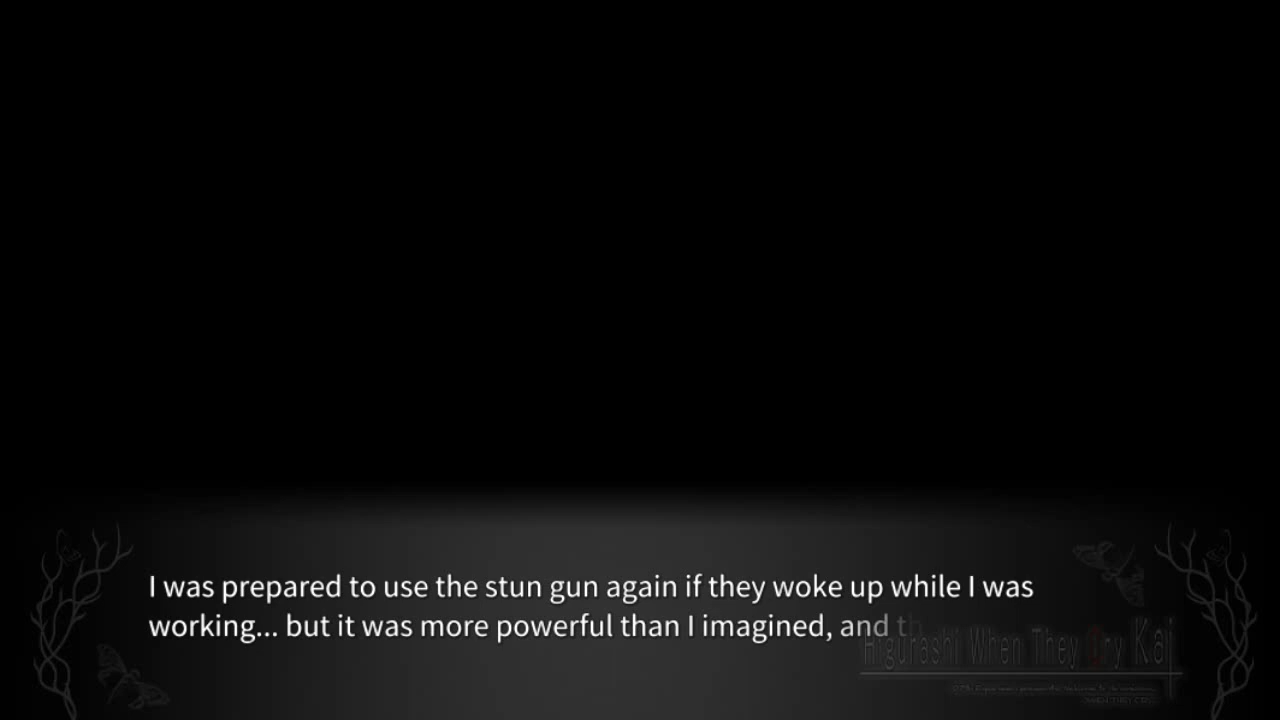 I was prepared to use the stun gun again if they woke up while I was
working... but it was more powerful than I imagined, and th
Higurashi When They Cry Kai